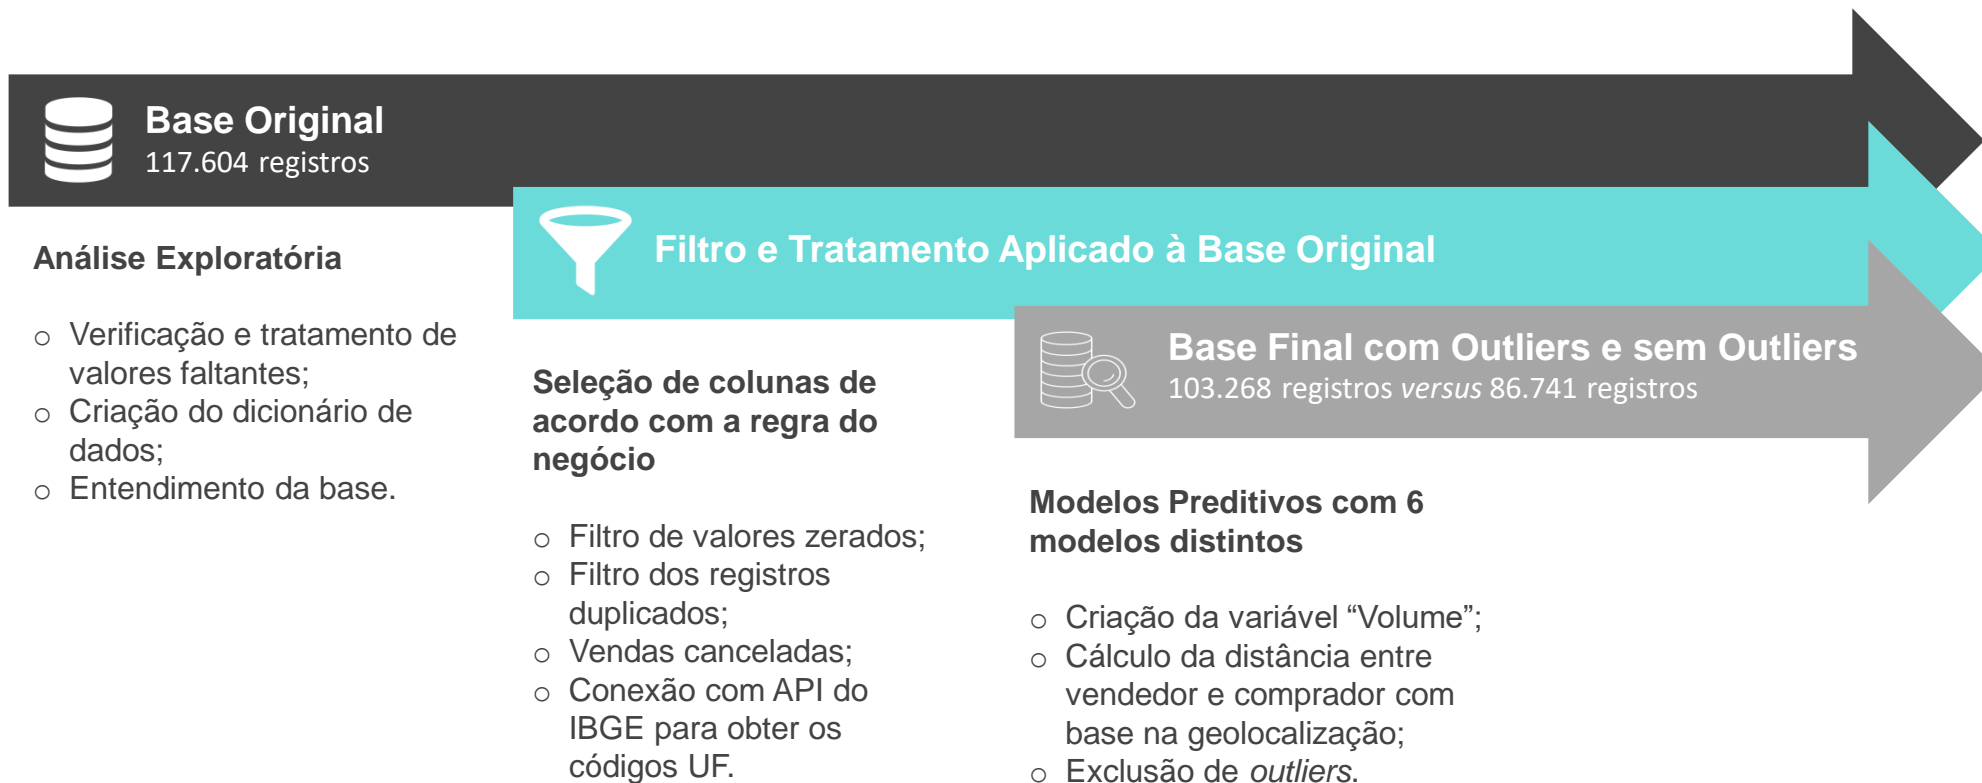 Base Original
117.604 registros
Análise Exploratória
○ Verificação e tratamento de
valores faltantes;
○ Criação do dicionário de
dados;
○ Entendimento da base.
Filtro e Tratamento Aplicado à Base Original
Seleção de colunas de
acordo com a regra do
negócio
○ Filtro de valores zerados;
○ Filtro dos registros
duplicados;
○ Vendas canceladas;
○ Conexão com API do
IBGE para obter os
códigos UF.
Base Final com Outliers e sem Outliers
103.268 registros versus 86.741 registros
Modelos Preditivos com 6
modelos distintos
○ Criação da variável “Volume”;
○ Cálculo da distância entre
vendedor e comprador com
base na geolocalização;
○ Exclusão de outliers.